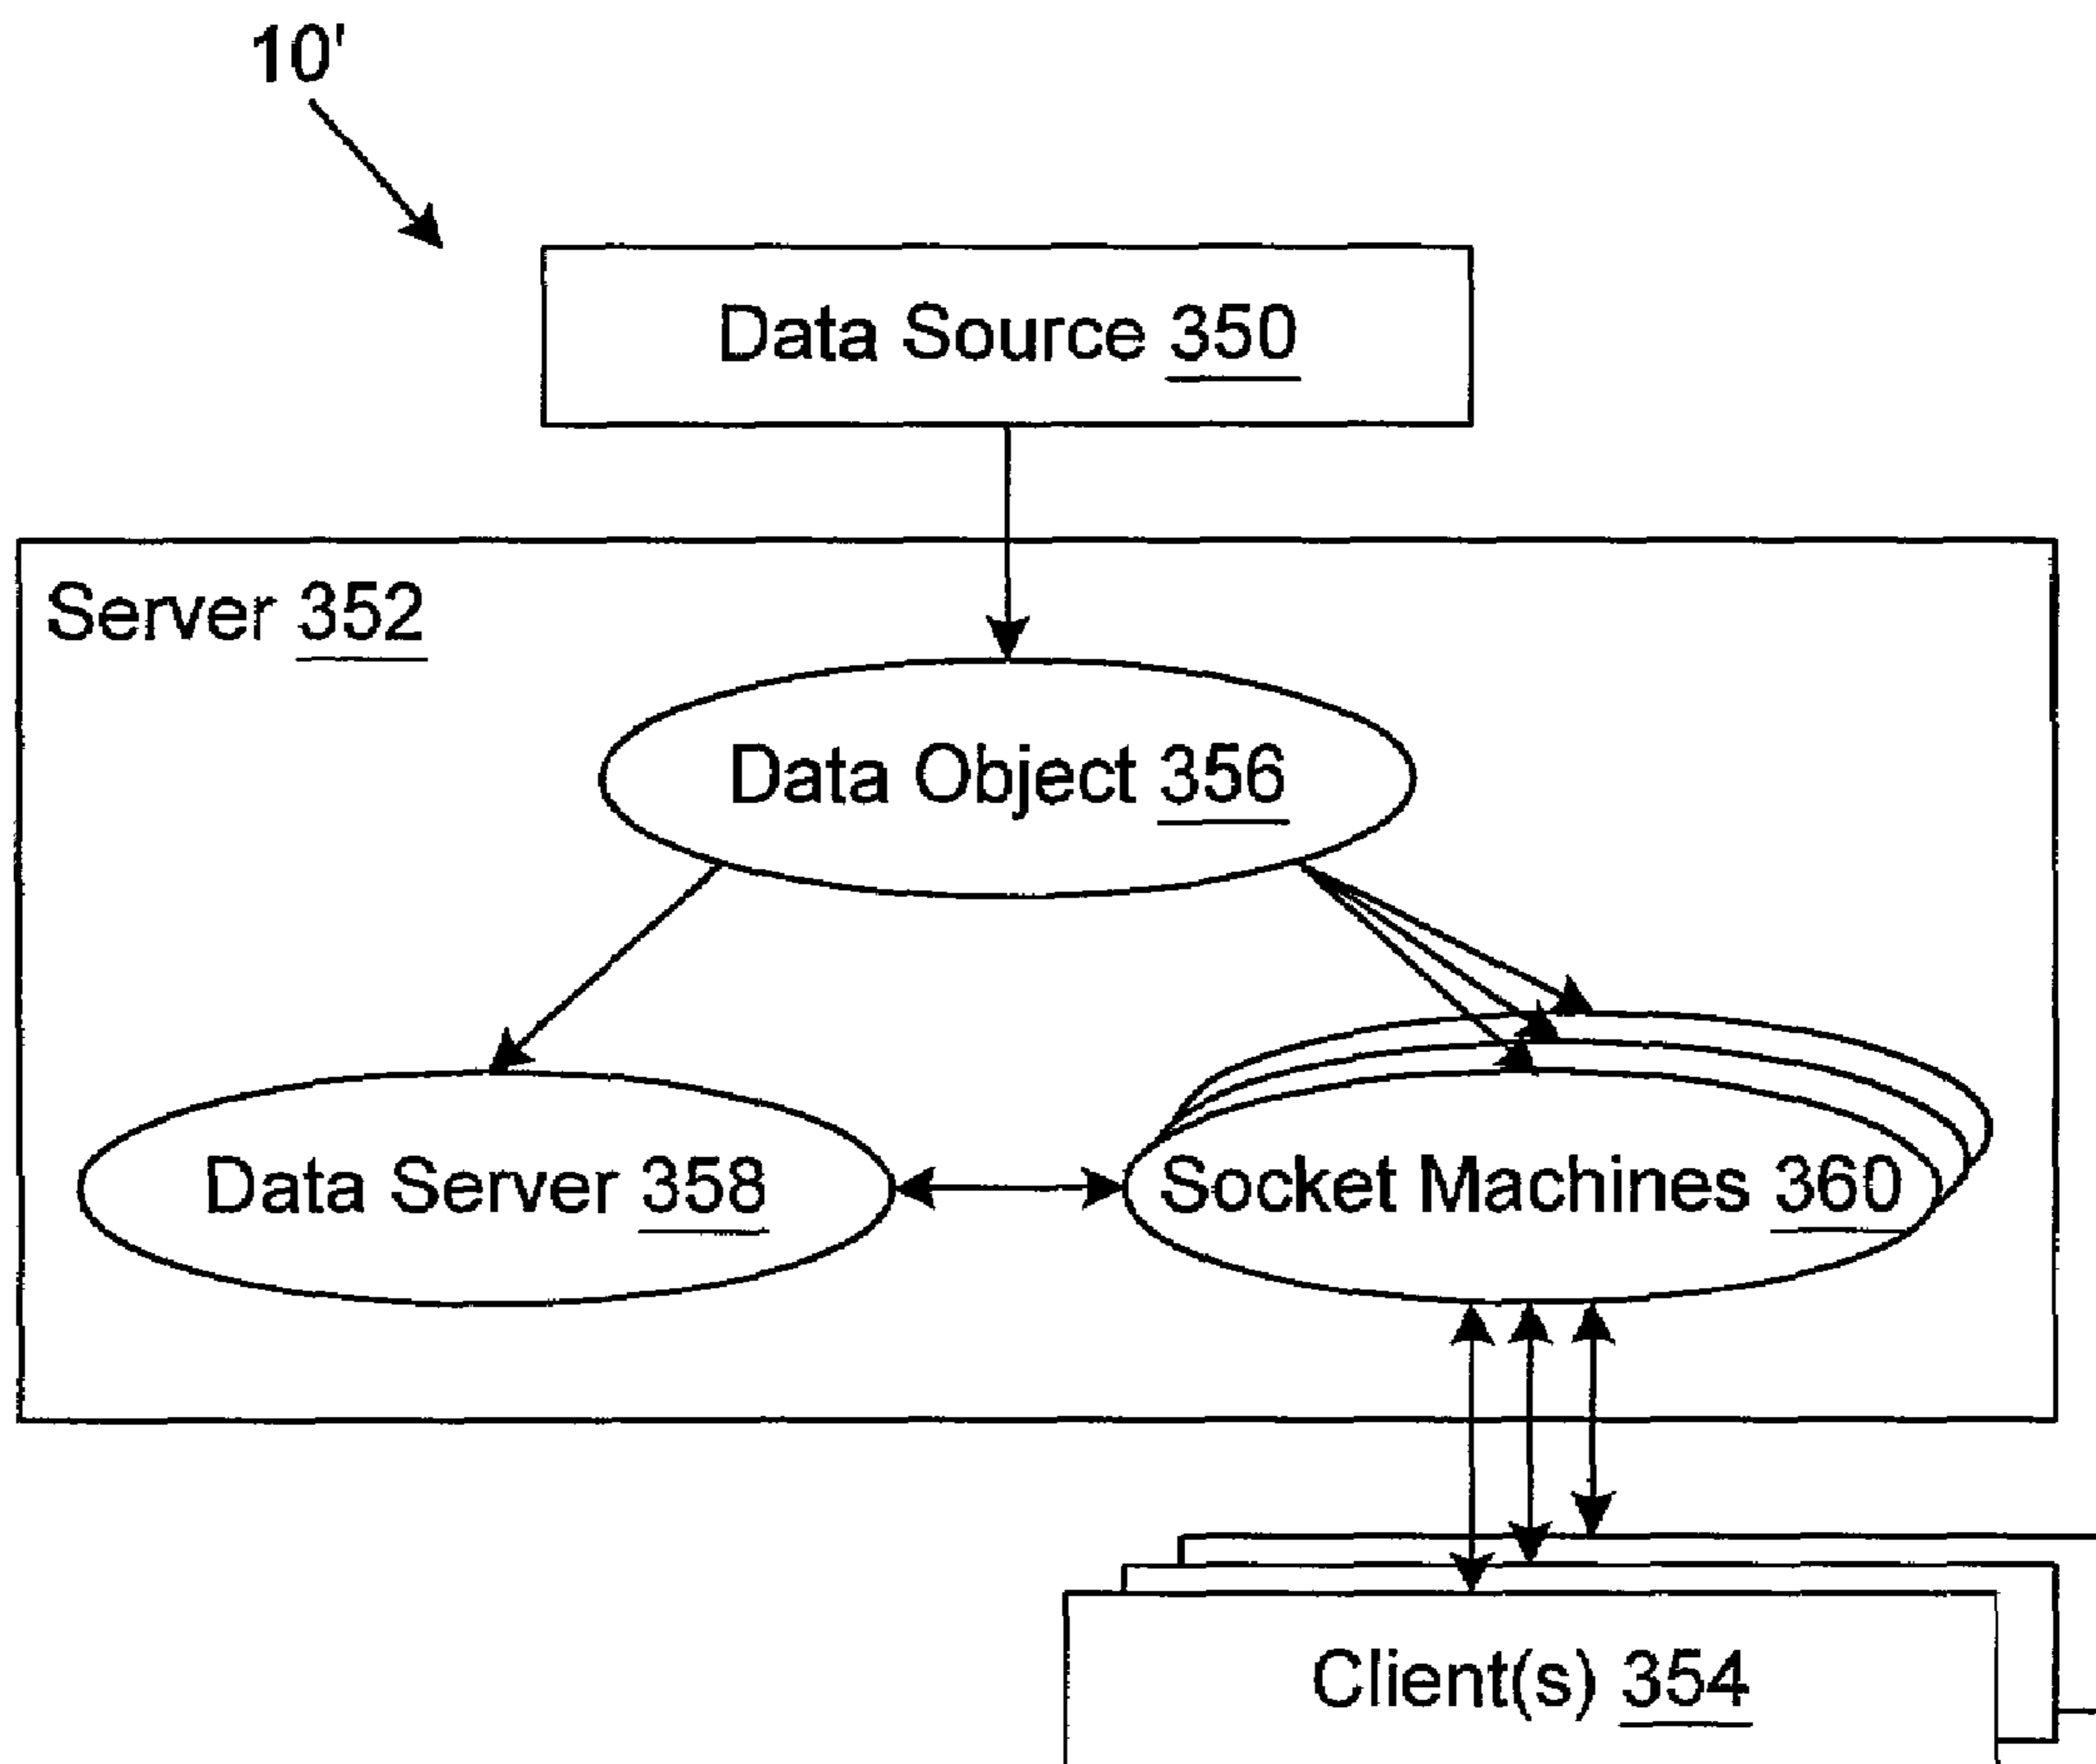 10'
Data Source 350
Server 352
Data Object 356
Data Server 358
Socket Machines 360
Client(s) 354